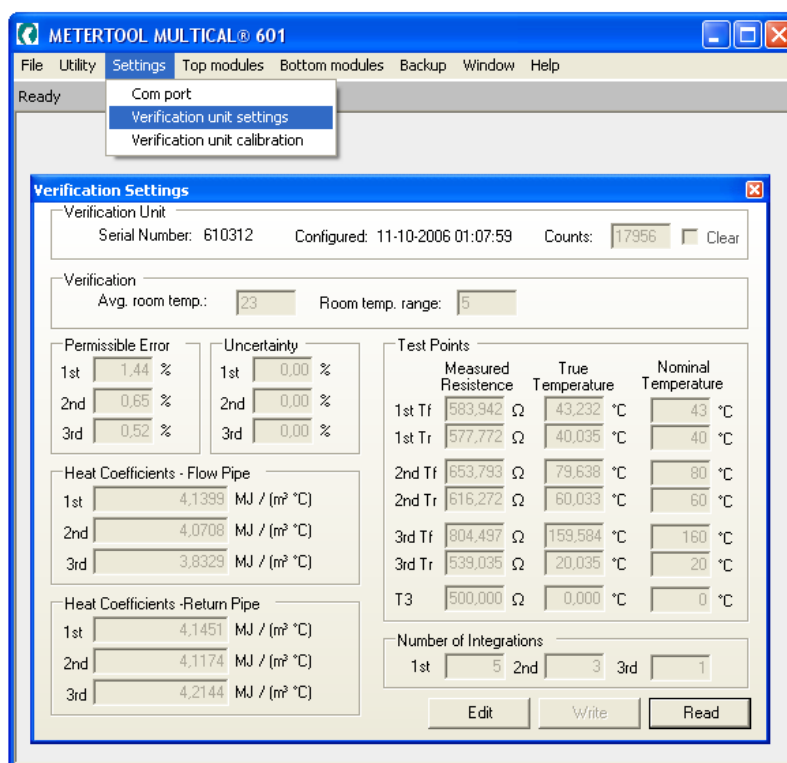 METERTOOL MULTICAL® 601
File Utility Settings Top modules Bottom modules Backup Window Help
Ready
Com port
Verification unit settings
Verification unit calibration
Verification Settings
Verification Unit
Serial Number: 610312 Configured: 11-10-2006 01:07:59 Counts: 17956 Clear
Verification
Avg. room temp.: 23 Room temp. range: 5
Permissible Error
1st 1,44 %
2nd 0,65 %
3rd 0,52 %
Uncertainty
1st 0,00 %
2nd 0,00 %
3rd 0,00 %
Heat Coefficients - Flow Pipe
1st 4,1399 MJ / (m³ °C)
2nd 4,0708 MJ / (m³ °C)
3rd 3,8329 MJ / (m³ °C)
Heat Coefficients -Return Pipe
1st 4,1451 MJ / (m³ °C)
2nd 4,1174 MJ / (m³ °C)
3rd 4,2144 MJ / (m³ °C)
Test Points
Measured True Nominal
Resistence Temperature Temperature
1st Tf 583,942 Ω 43,232 °C 43 °C
1st Tr 577,772 Ω 40,035 °C 40 °C
2nd Tf 653,793 Ω 79,638 °C 80 °C
2nd Tr 616,272 Ω 60,033 °C 60 °C
3rd Tf 804,497 Ω 159,584 °C 160 °C
3rd Tr 539,035 Ω 20,035 °C 20 °C
T3 500,000 Ω 0,000 °C 0 °C
Number of Integrations
1st 5 2nd 3 3rd 1
Edit Write Read